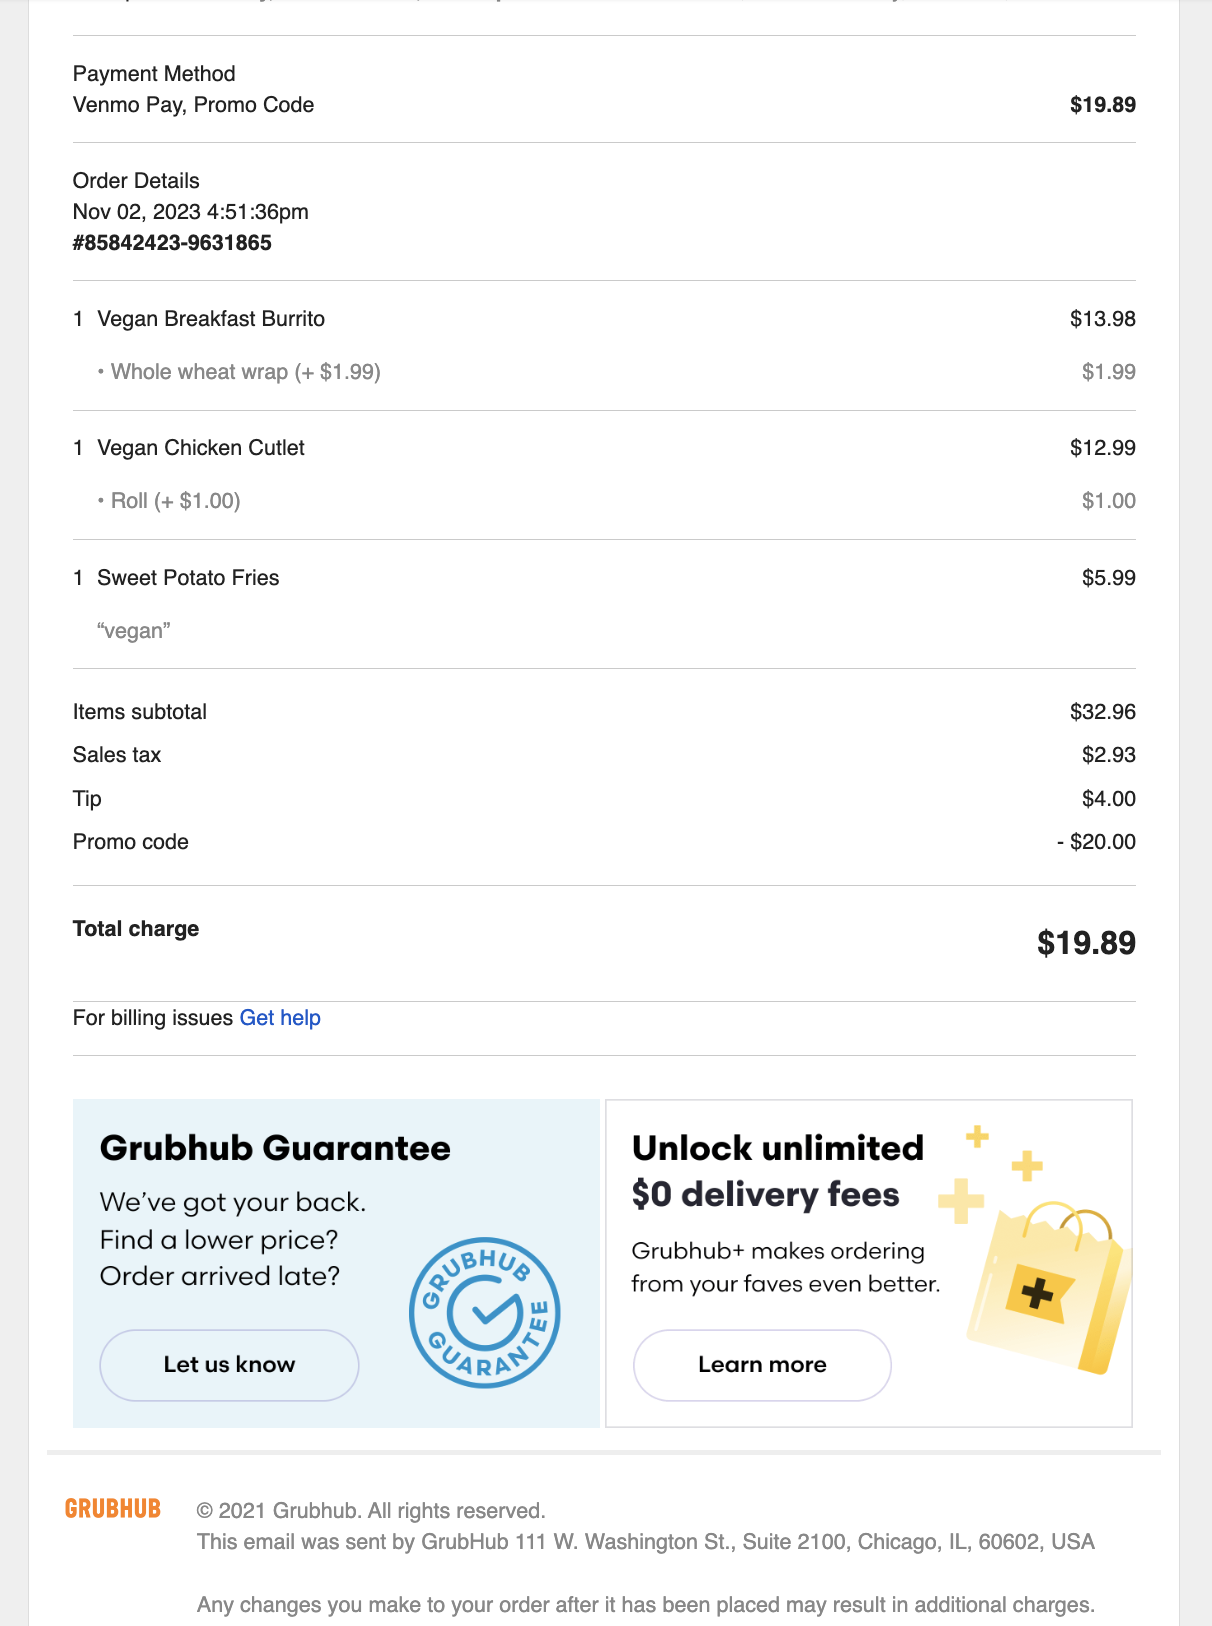 Payment Method
Venmo Pay, Promo Code $19.89
Order Details
Nov 02, 2023 4:51:36pm
#85842423-9631865
1 Vegan Breakfast Burrito $13.98
• Whole wheat wrap (+ $1.99) $1.99
1 Vegan Chicken Cutlet $12.99
• Roll (+ $1.00) $1.00
1 Sweet Potato Fries $5.99
“vegan”
Items subtotal $32.96
Sales tax $2.93
Tip $4.00
Promo code - $20.00
Total charge $19.89
For billing issues Get help
Grubhub Guarantee
We’ve got your back.
Find a lower price?
Order arrived late?
Let us know
GRUBHUB
GUARANTEE
Unlock unlimited
$0 delivery fees
Grubhub+ makes ordering
from your faves even better.
Learn more
GRUBHUB
© 2021 Grubhub. All rights reserved.
This email was sent by GrubHub 111 W. Washington St., Suite 2100, Chicago, IL, 60602, USA
Any changes you make to your order after it has been placed may result in additional charges.